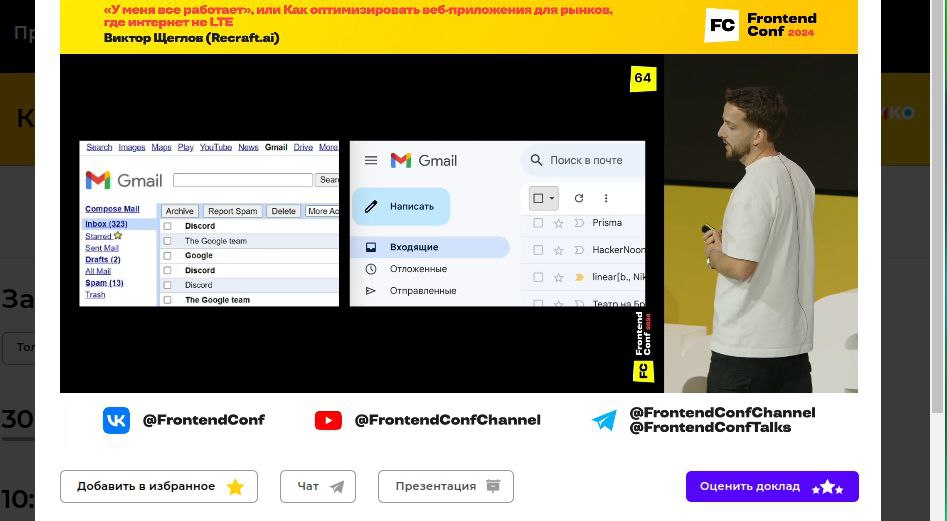 «У меня все работает», или Как оптимизировать веб-приложения для рынков,
где интернет не LTE
Виктор Щеглов (Recraft.ai)
FC Frontend
Conf 2024
64
Search Images Maps Play YouTube News Gmail Drive More
Gmail
Sear
Compose Mail
Inbox (323)
Starred
Sent Mail
Drafts (2)
All Mail
Spam (13)
Trash
Archive Report Spam Delete More Ac
Discord
The Google team
Google
Discord
Discord
The Google team
Gmail
Поиск в почте
Написать
Входящие
Отложенные
Отправленные
Prisma
HackerNoon
linear[b., Nik
Театр на Бр
FC Frontend
Conf 2024
@FrontendConf
@FrontendConfChannel
@FrontendConfChannel
@FrontendConfTalks
Добавить в избранное
Чат
Презентация
Оценить доклад
Пр
К
ИКО
За
Тол
30
10: